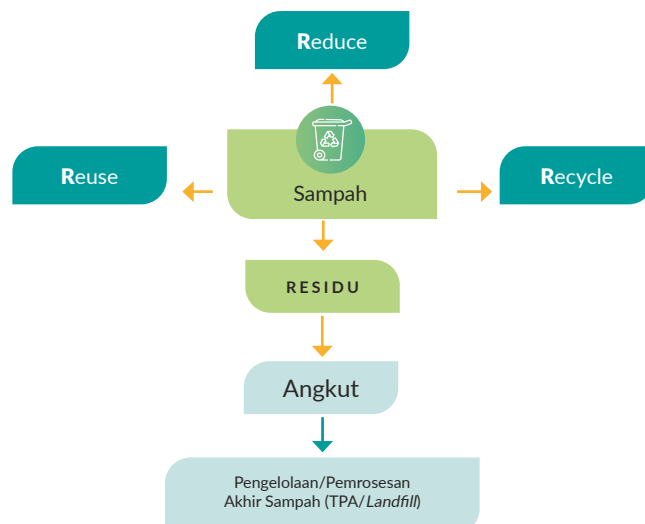 Reduce
Reuse
Sampah
Recycle
RESIDU
Angkut
Pengelolaan/Pemrosesan
Akhir Sampah (TPA/Landfill)